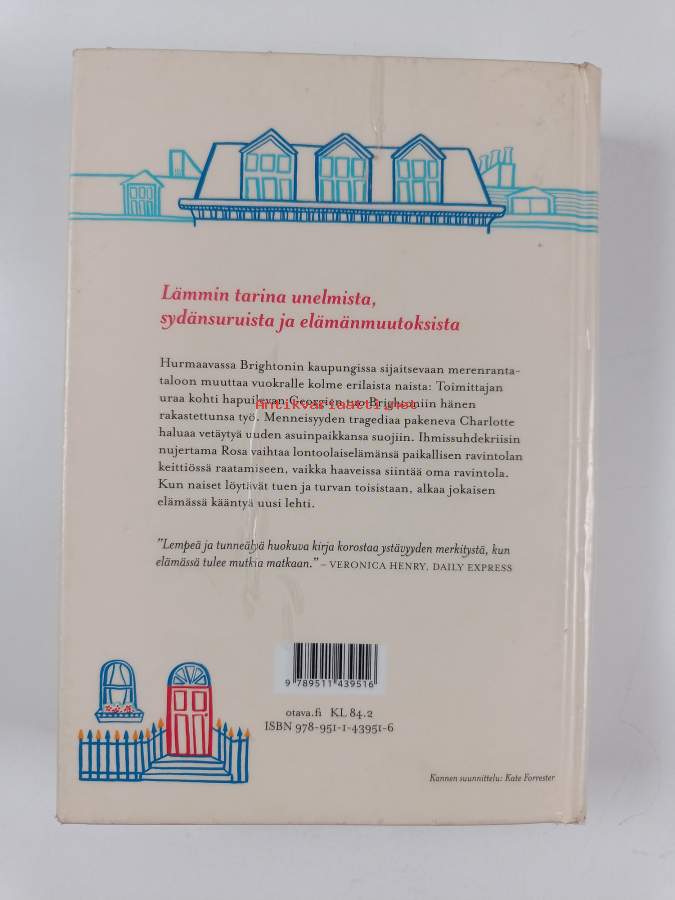 Lämmin tarina unelmista,
sydänsuruista ja elämänmuutoksista
Hurmaavassa Brightonin kaupungissa sijaitsevaan merenranta-
taloon muuttaa vuokralle kolme erilaista naista: Toimittajan
uraa kohti hapuilevan Georgien tuo Brightoniin hänen
Antikvariaatti.net
rakastettunsa työ. Menneisyyden tragediaa pakeneva Charlotte
haluaa vetäytyä uuden asuinpaikkansa suojiin. Ihmissuhdekriisin
nujertama Rosa vaihtaa lontoolaiselämänsä paikallisen ravintolan
keittiössä raatamiseen, vaikka haaveissa siintää oma ravintola.
Kun naiset löytävät tuen ja turvan toisistaan, alkaa jokaisen
elämässä kääntyä uusi lehti.
”Lempeä ja tunneälyä huokuva kirja korostaa ystävyyden merkitystä, kun
elämässä tulee mutkia matkaan.” – VERONICA HENRY, DAILY EXPRESS
9 789511 439516
otava.fi KL 84.2
ISBN 978-951-1-43951-6
Kannen suunnittelu: Kate Forrester